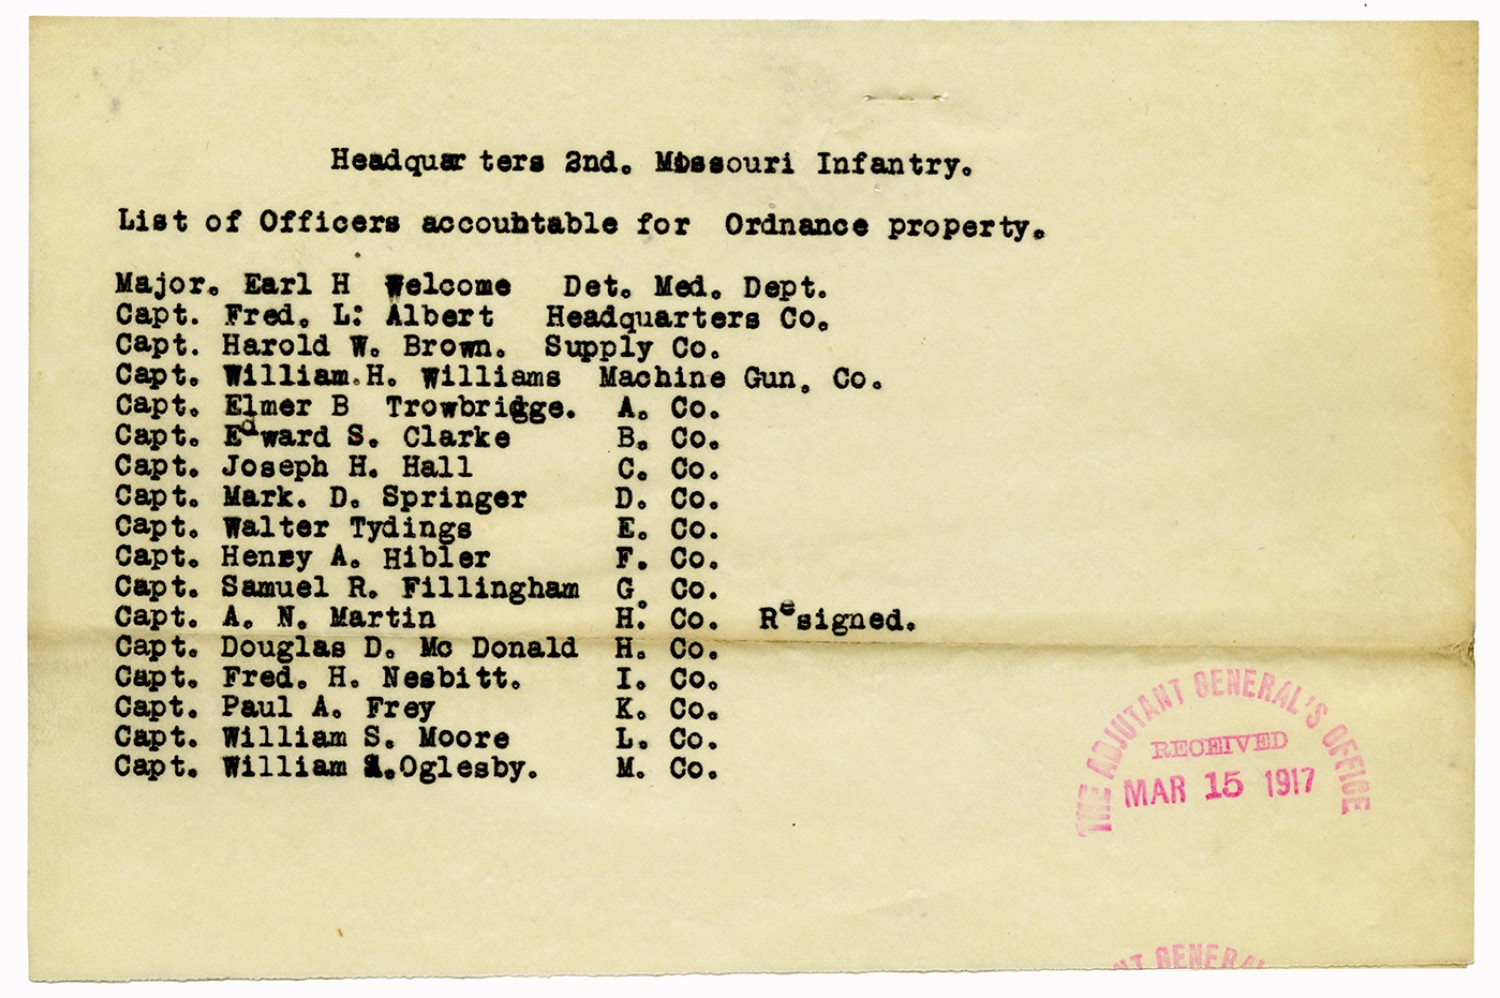 Headquar ters 2nd. Missouri Infantry.
List of Officers accountable for Ordnance property.
Major. Earl H Welcome Det. Med. Dept.
Capt. Fred. L: Albert Headquarters Co.
Capt. Harold W. Brown. Supply Co.
Capt. William.H. Williams Machine Gun. Co.
Capt. Elmer B Trowbridge. A. Co.
Capt. Edward S. Clarke B. Co.
Capt. Joseph H. Hall C. Co.
Capt. Mark. D. Springer D. Co.
Capt. Walter Tydings E. Co.
Capt. Henry A. Hibler F. Co.
Capt. Samuel R. Fillingham G. Co.
Capt. A. N. Martin H. Co. Resigned.
Capt. Douglas D. Mc Donald H. Co.
Capt. Fred. H. Nesbitt. I. Co.
Capt. Paul A. Frey K. Co.
Capt. William S. Moore L. Co.
Capt. William Oglesby. M. Co.
THE ADJUTANT GENERAL'S OFFICE
RECEIVED
MAR 15 1917
NT GENERA